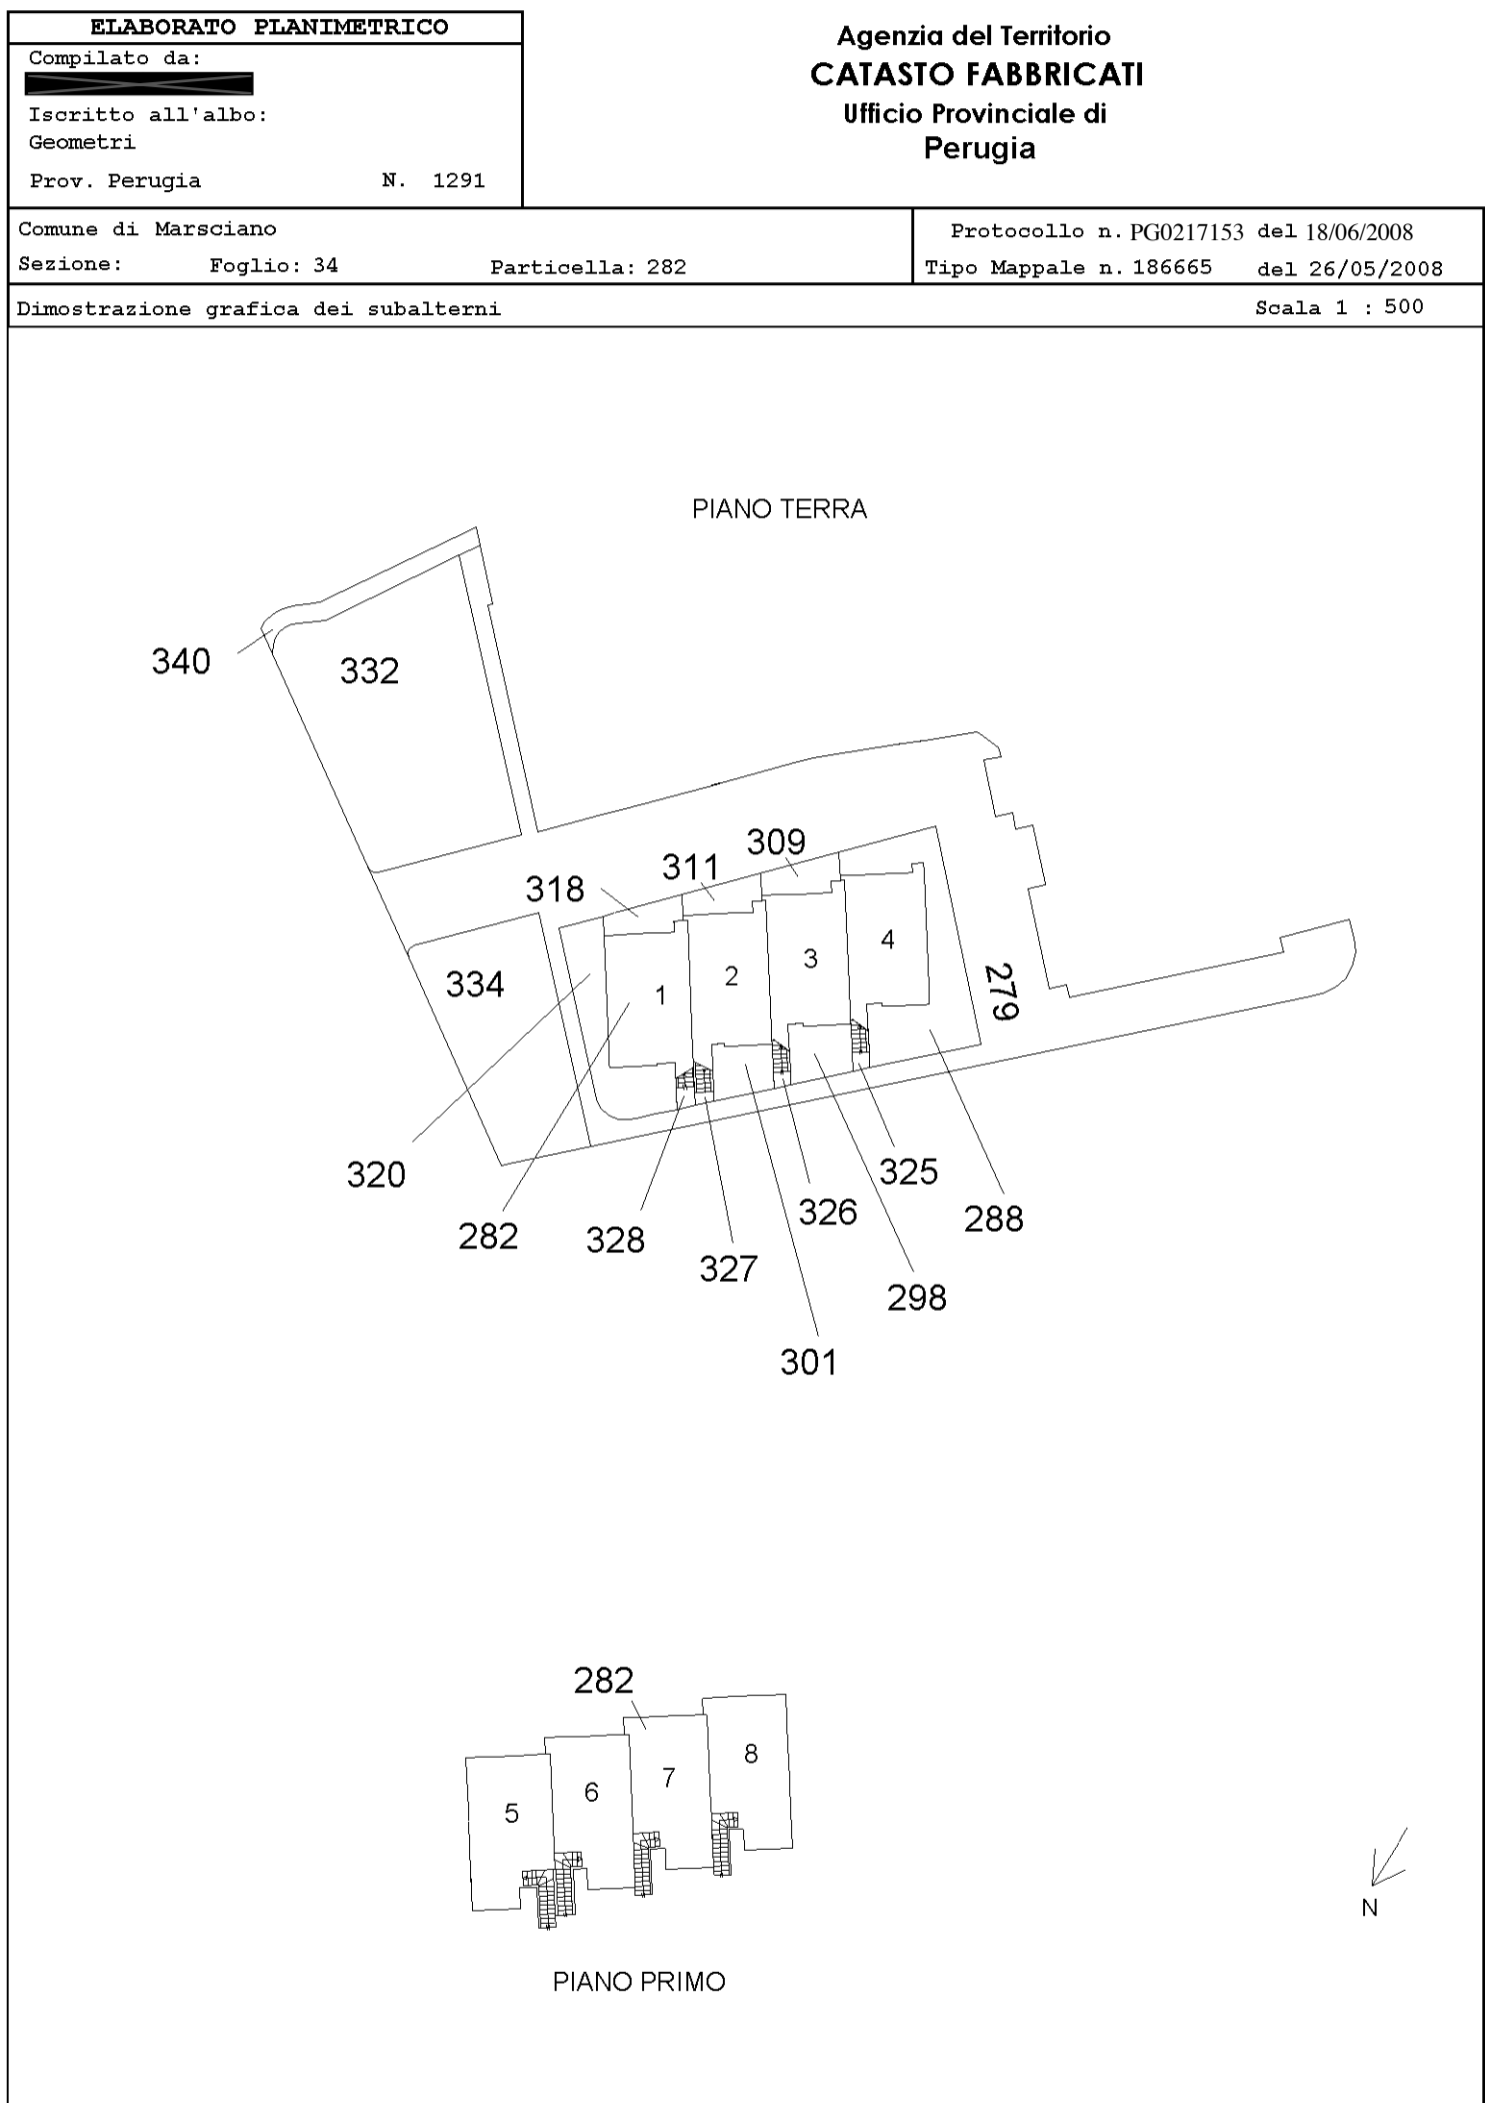 ELABORATO PLANIMETRICO
Compilato da:
Iscritto all'albo:
Geometri
Prov. Perugia N. 1291
Agenzia del Territorio
CATASTO FABBRICATI
Ufficio Provinciale di
Perugia
Comune di Marsciano
Sezione: Foglio: 34 Particella: 282
Protocollo n. PG0217153 del 18/06/2008
Tipo Mappale n. 186665 del 26/05/2008
Dimostrazione grafica dei subalterni Scala 1 : 500
PIANO TERRA
340
332
309
311
318
4
3
2
1
334
279
320
325
326
288
282
328
327
298
301
282
8
7
6
5
N
PIANO PRIMO